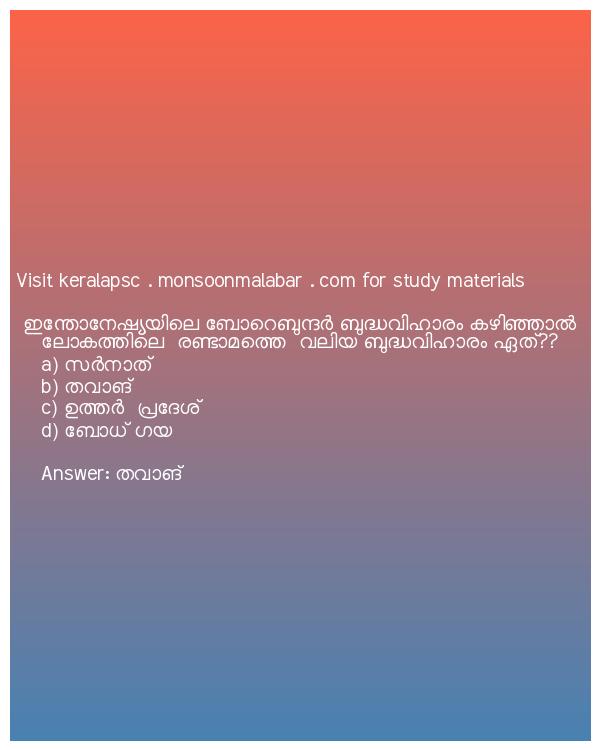 Visit keralapsc . monsoonmalabar . com for study materials
ഇന്തോനേഷ്യയിലെ ബോറെബുന്ദർ ബുദ്ധവിഹാരം കഴിഞ്ഞാൽ
ലോകത്തിലെ രണ്ടാമത്തെ വലിയ ബുദ്ധവിഹാരം ഏത്??
a) സർനാത്
b) തവാങ്
c) ഉത്തർ പ്രദേശ്
d) ബോധ് ഗയ
Answer: തവാങ്